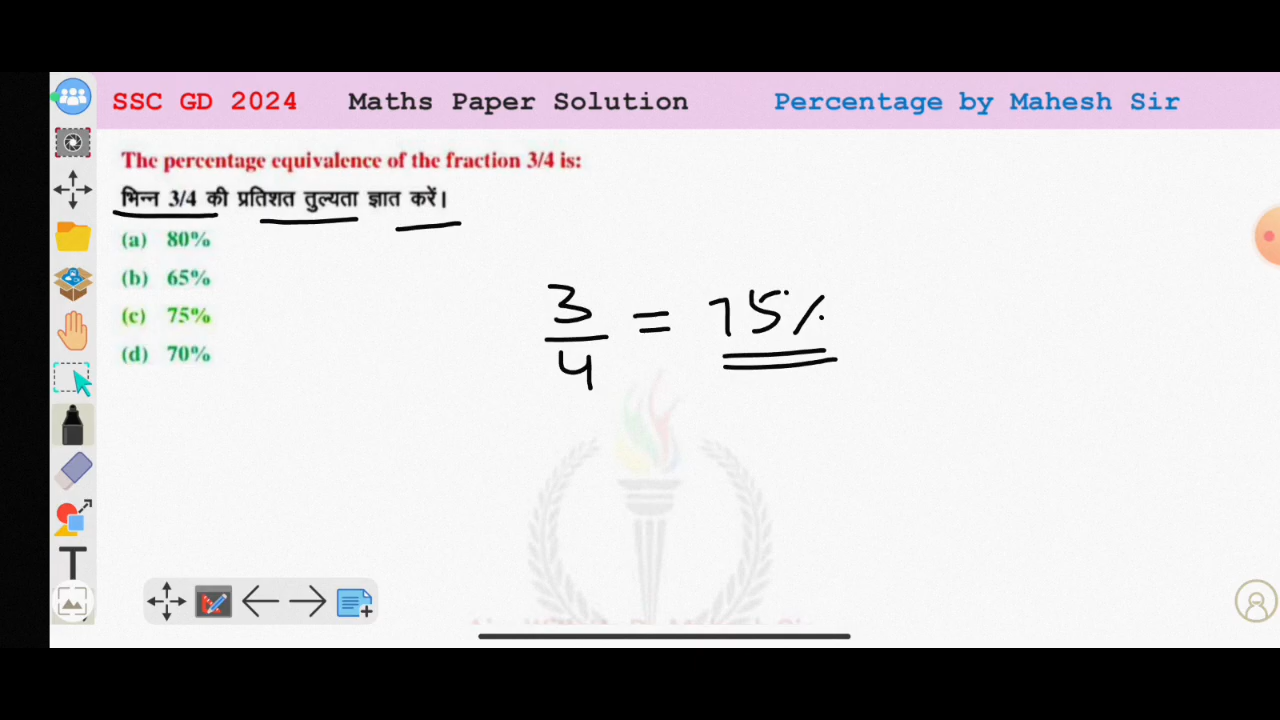 SSC GD 2024 Maths Paper Solution Percentage by Mahesh Sir
The percentage equivalence of the fraction 3/4 is:
भिन्न 3/4 की प्रतिशत तुल्यता ज्ञात करें।
(a) 80%
(b) 65%
(c) 75%
(d) 70%
3/4 = 75%
T